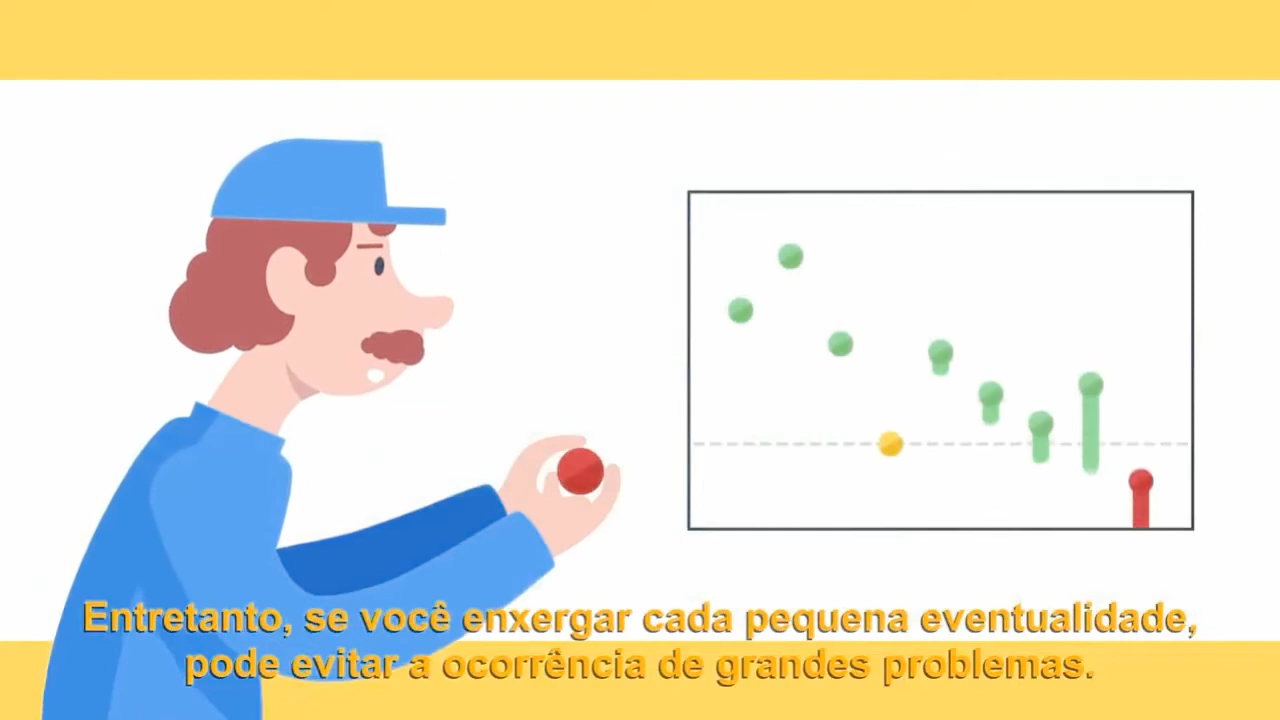 Entretanto, se você enxergar cada pequena eventualidade,
pode evitar a ocorrência de grandes problemas.